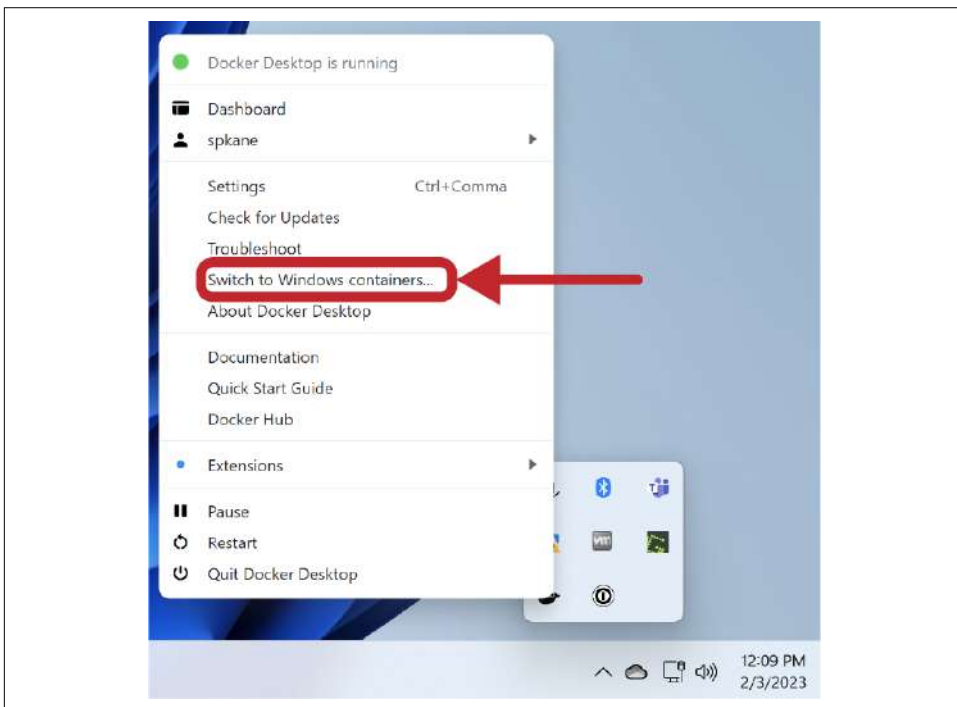 Docker Desktop is running
Dashboard
spkane
Settings Ctrl+Comma
Check for Updates
Troubleshoot
Switch to Windows containers...
About Docker Desktop
Documentation
Quick Start Guide
Docker Hub
Extensions
Pause
Restart
Quit Docker Desktop
12:09 PM
2/3/2023